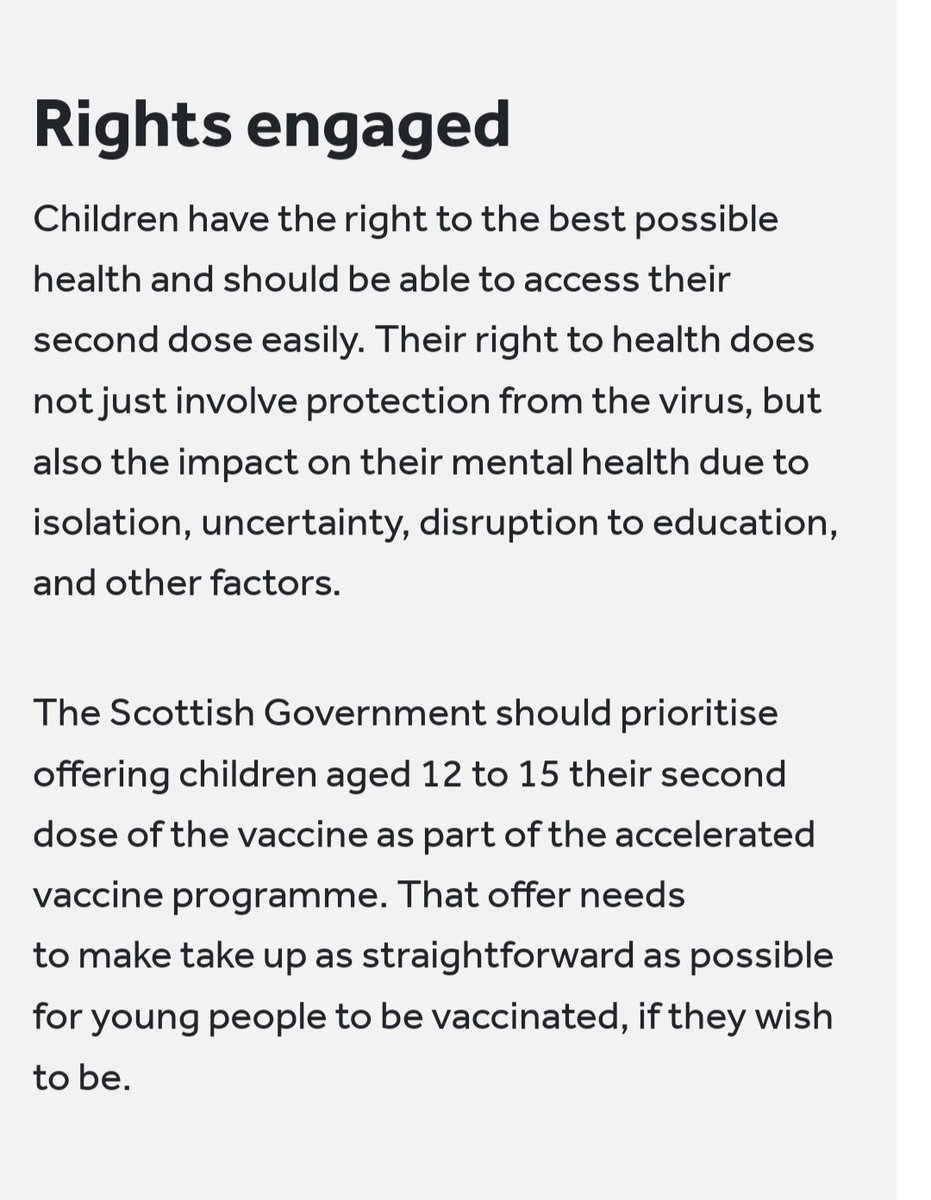 Rights engaged
Children have the right to the best possible
health and should be able to access their
second dose easily. Their right to health does
not just involve protection from the virus, but
also the impact on their mental health due to
isolation, uncertainty, disruption to education,
and other factors.
The Scottish Government should prioritise
offering children aged 12 to 15 their second
dose of the vaccine as part of the accelerated
vaccine programme. That offer needs
to make take up as straightforward as possible
for young people to be vaccinated, if they wish
to be.